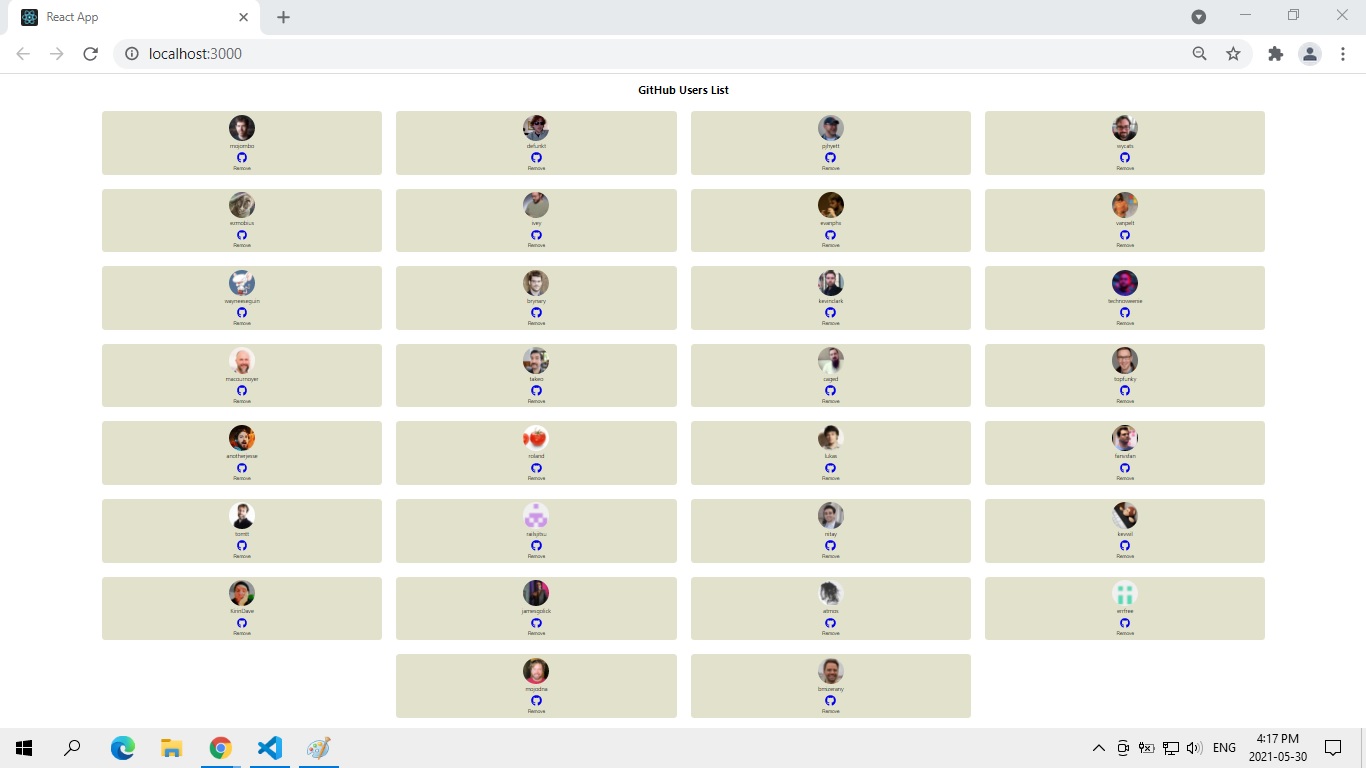 React App
localhost:3000
GitHub Users List
mojombo defunkt pjhyett wycats
Remove Remove Remove Remove
ezmobius ivey evanphx vanpelt
Remove Remove Remove Remove
wayneeseguin brynary kevinclark technoweenie
Remove Remove Remove Remove
macournoyer takeo caged topfunky
Remove Remove Remove Remove
anotherjesse roland lukas fanvsfan
Remove Remove Remove Remove
tomtt railsjitsu nitay kevwil
Remove Remove Remove Remove
KirinDave jamesgolick atmos errfree
Remove Remove Remove Remove
mojodna bmizerany
Remove Remove
ENG
4:17 PM
2021-05-30